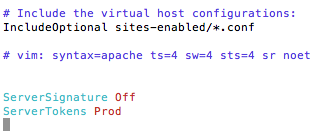 # Include the virtual host configurations:
IncludeOptional sites-enabled/*.conf
# vim: syntax=apache ts=4 sw=4 sts=4 sr noet
ServerSignature Off
ServerTokens Prod